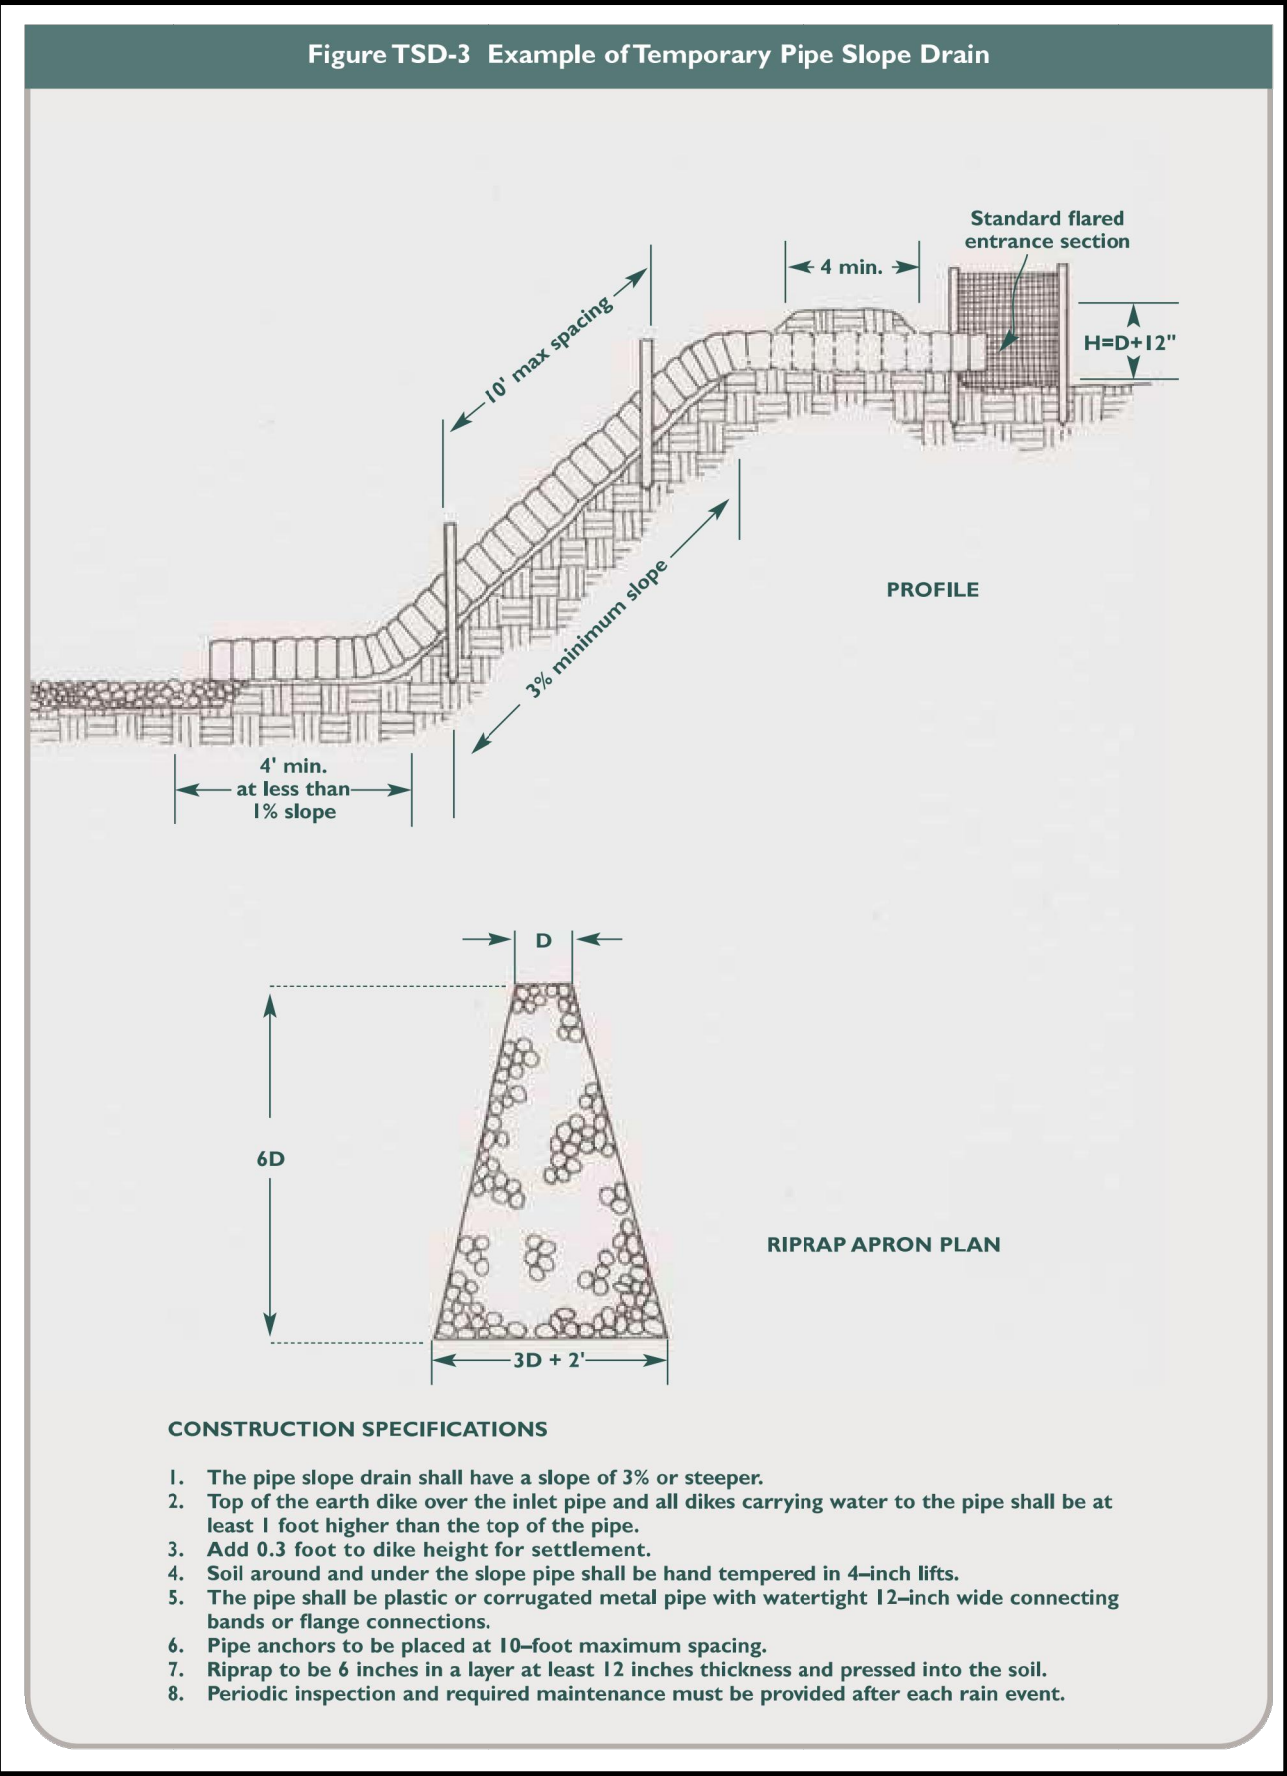 Figure TSD-3 Example of Temporary Pipe Slope Drain
Standard flared
entrance section
4 min.
10' max spacing
H=D+12"
3% minimum slope
PROFILE
4' min.
at less than
1% slope
D
6D
RIPRAP APRON PLAN
3D + 2'
CONSTRUCTION SPECIFICATIONS
1. The pipe slope drain shall have a slope of 3% or steeper.
2. Top of the earth dike over the inlet pipe and all dikes carrying water to the pipe shall be at
least 1 foot higher than the top of the pipe.
3. Add 0.3 foot to dike height for settlement.
4. Soil around and under the slope pipe shall be hand tempered in 4–inch lifts.
5. The pipe shall be plastic or corrugated metal pipe with watertight 12–inch wide connecting
bands or flange connections.
6. Pipe anchors to be placed at 10–foot maximum spacing.
7. Riprap to be 6 inches in a layer at least 12 inches thickness and pressed into the soil.
8. Periodic inspection and required maintenance must be provided after each rain event.